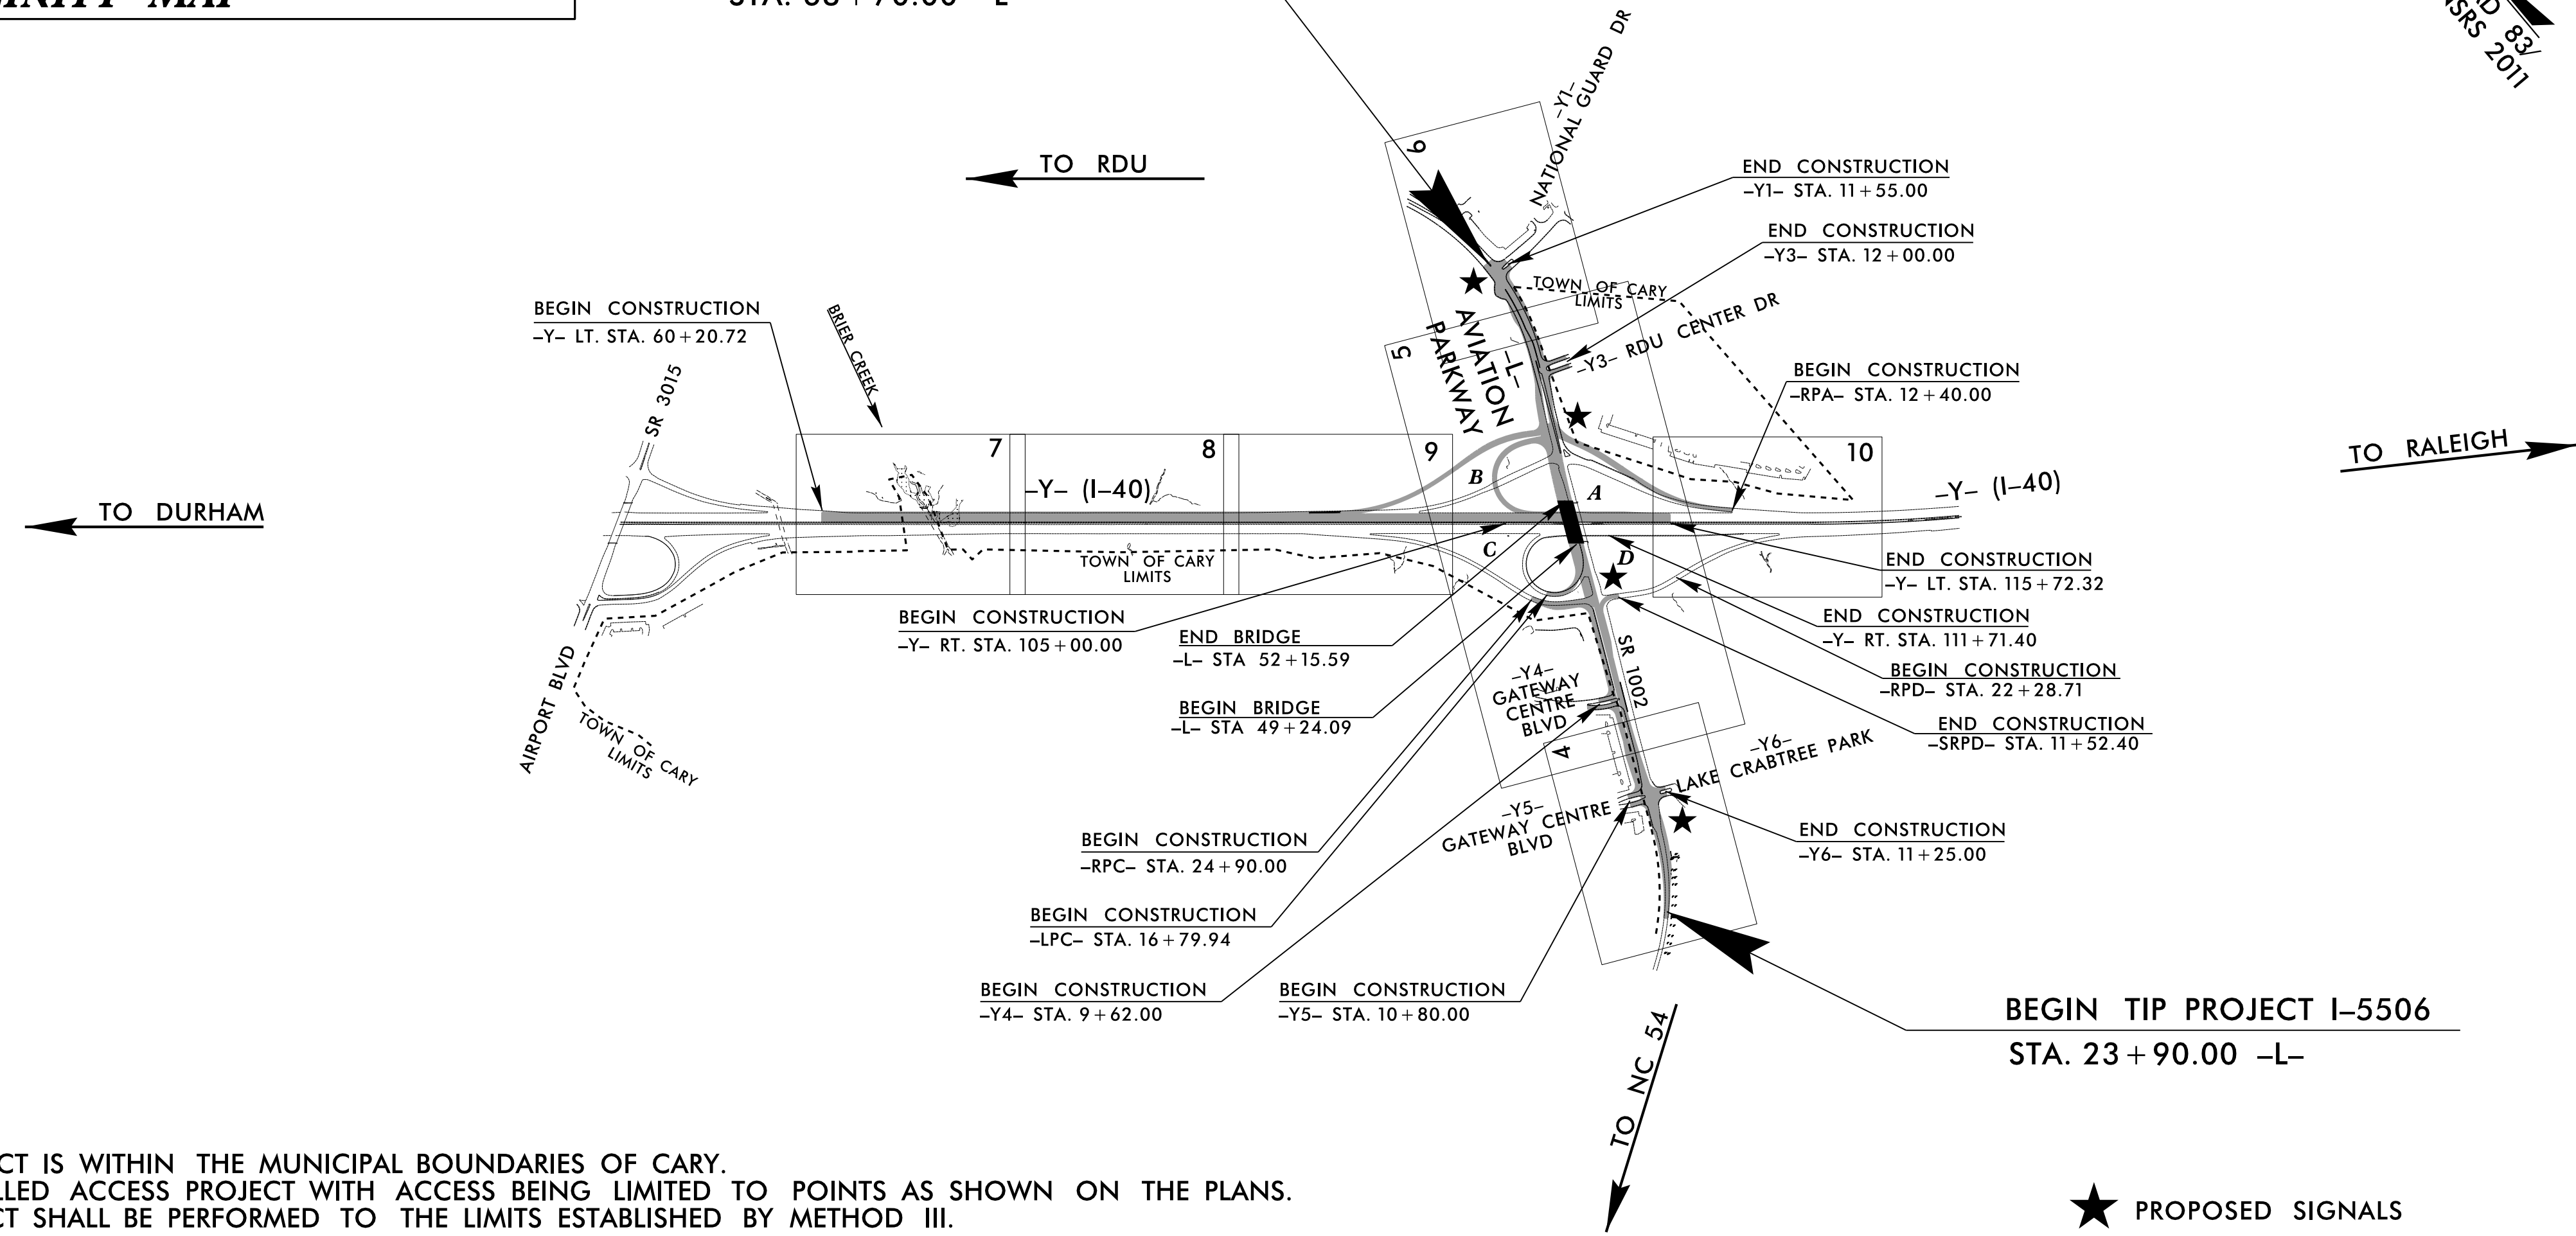 MAP
NATIONAL GUARD DR
–Y1–
83/
NSRS 2011
TO RDU
6
END CONSTRUCTION
–Y1– STA. 11+55.00
END CONSTRUCTION
–Y3– STA. 12+00.00
TOWN OF CARY
LIMITS
–Y3– RDU CENTER DR
BEGIN CONSTRUCTION
–Y– LT. STA. 60+20.72
BRIER CREEK
SR 3015
5
AVIATION
PARKWAY
–L–
BEGIN CONSTRUCTION
–RPA– STA. 12+40.00
7
8
9
10
TO RALEIGH
–Y– (I–40)
B
A
–Y– (I–40)
TO DURHAM
C
D
TOWN OF CARY
LIMITS
END CONSTRUCTION
–Y– LT. STA. 115+72.32
BEGIN CONSTRUCTION
–Y– RT. STA. 105+00.00
END BRIDGE
–L– STA 52+15.59
END CONSTRUCTION
–Y– RT. STA. 111+71.40
BEGIN CONSTRUCTION
–RPD– STA. 22+28.71
SR 1002
–Y4–
GATEWAY
CENTRE
BLVD
BEGIN BRIDGE
–L– STA 49+24.09
END CONSTRUCTION
–SRPD– STA. 11+52.40
AIRPORT BLVD
TOWN OF CARY
LIMITS
4
–Y6–
LAKE CRABTREE PARK
–Y5–
GATEWAY CENTRE
BLVD
BEGIN CONSTRUCTION
–RPC– STA. 24+90.00
END CONSTRUCTION
–Y6– STA. 11+25.00
BEGIN CONSTRUCTION
–LPC– STA. 16+79.94
BEGIN CONSTRUCTION
–Y4– STA. 9+62.00
BEGIN CONSTRUCTION
–Y5– STA. 10+80.00
BEGIN TIP PROJECT I–5506
STA. 23+90.00 –L–
TO NC 54
CT IS WITHIN THE MUNICIPAL BOUNDARIES OF CARY.
LLED ACCESS PROJECT WITH ACCESS BEING LIMITED TO POINTS AS SHOWN ON THE PLANS.
CT SHALL BE PERFORMED TO THE LIMITS ESTABLISHED BY METHOD III.
PROPOSED SIGNALS